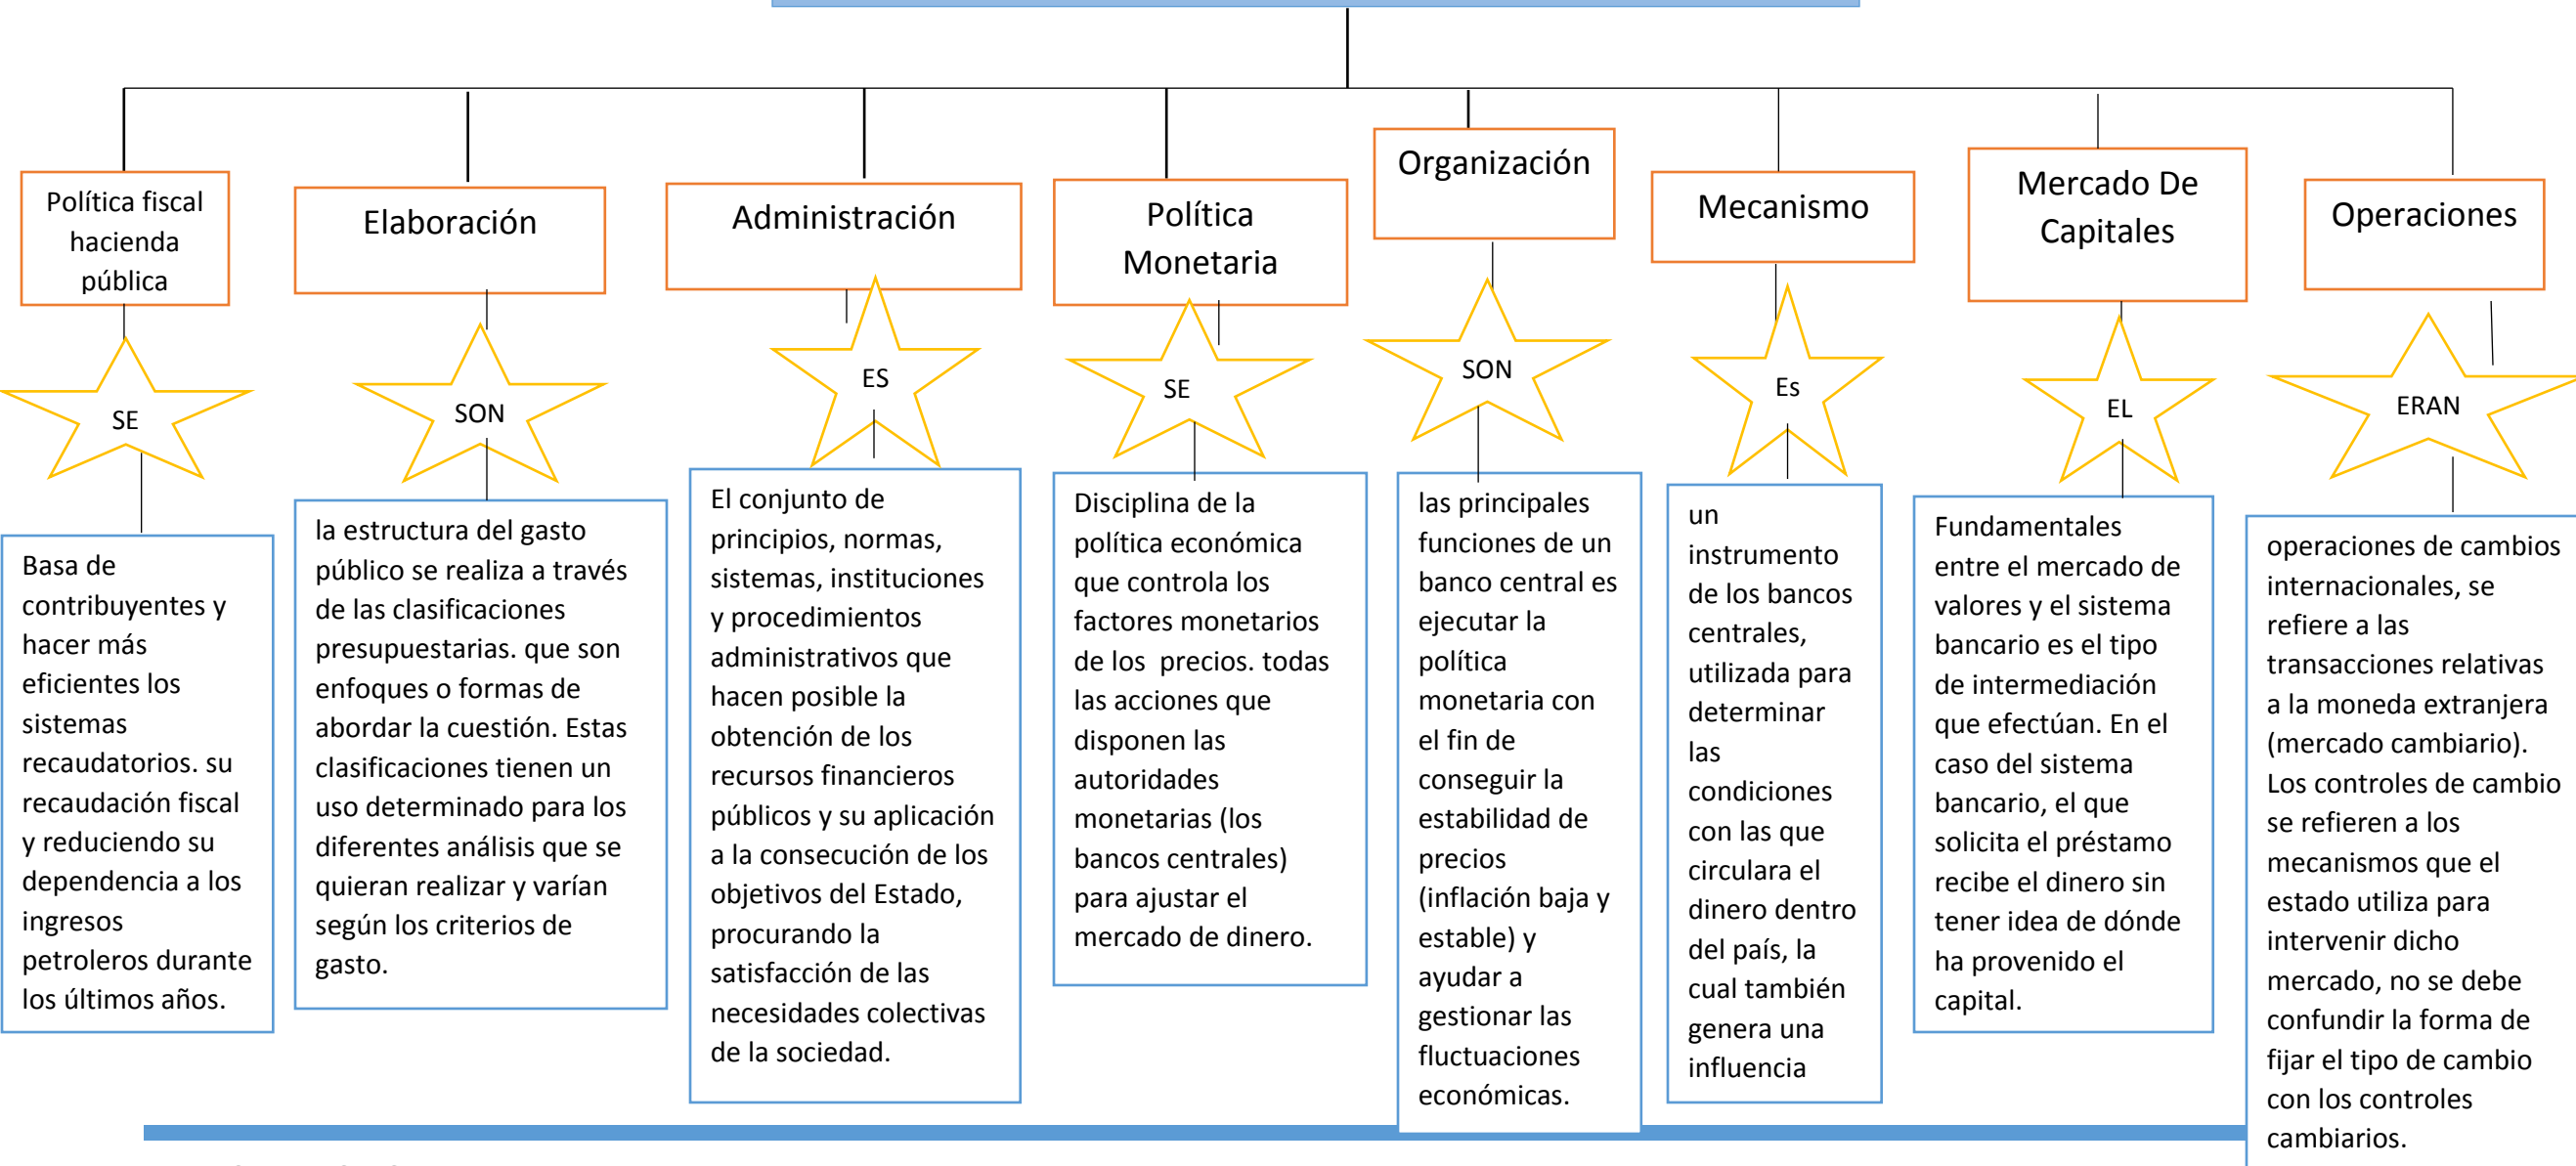 Política fiscal
hacienda
pública
SE
Basa de
contribuyentes y
hacer más
eficientes los
sistemas
recaudatorios. su
recaudación fiscal
y reduciendo su
dependencia a los
ingresos
petroleros durante
los últimos años.
Elaboración
SON
la estructura del gasto
público se realiza a través
de las clasificaciones
presupuestarias. que son
enfoques o formas de
abordar la cuestión. Estas
clasificaciones tienen un
uso determinado para los
diferentes análisis que se
quieran realizar y varían
según los criterios de
gasto.
Administración
ES
El conjunto de
principios, normas,
sistemas, instituciones
y procedimientos
administrativos que
hacen posible la
obtención de los
recursos financieros
públicos y su aplicación
a la consecución de los
objetivos del Estado,
procurando la
satisfacción de las
necesidades colectivas
de la sociedad.
Política
Monetaria
SE
Disciplina de la
política económica
que controla los
factores monetarios
de los precios. todas
las acciones que
disponen las
autoridades
monetarias (los
bancos centrales)
para ajustar el
mercado de dinero.
Organización
SON
las principales
funciones de un
banco central es
ejecutar la
política
monetaria con
el fin de
conseguir la
estabilidad de
precios
(inflación baja y
estable) y
ayudar a
gestionar las
fluctuaciones
económicas.
Mecanismo
Es
un
instrumento
de los bancos
centrales,
utilizada para
determinar
las
condiciones
con las que
circulara el
dinero dentro
del país, la
cual también
genera una
influencia
Mercado De
Capitales
EL
Fundamentales
entre el mercado de
valores y el sistema
bancario es el tipo
de intermediación
que efectúan. En el
caso del sistema
bancario, el que
solicita el préstamo
recibe el dinero sin
tener idea de dónde
ha provenido el
capital.
Operaciones
ERAN
operaciones de cambios
internacionales, se
refiere a las
transacciones relativas
a la moneda extranjera
(mercado cambiario).
Los controles de cambio
se refieren a los
mecanismos que el
estado utiliza para
intervenir dicho
mercado, no se debe
confundir la forma de
fijar el tipo de cambio
con los controles
cambiarios.